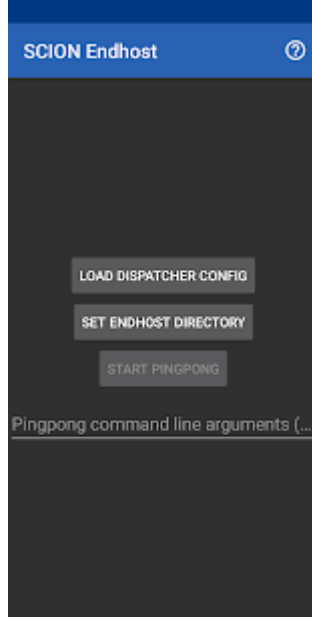 SCION Endhost
LOAD DISPATCHER CONFIG
SET ENDHOST DIRECTORY
START PINGPONG
Pingpong command line arguments (...